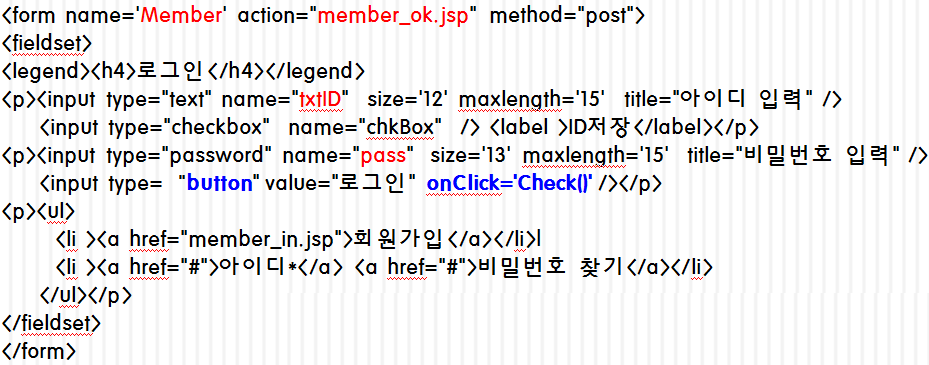 <form name='Member' action="member_ok.jsp" method="post">
<fieldset>
<legend><h4>로그인</h4></legend>
<p><input type="text" name="txtID" size='12' maxlength='15' title="아이디 입력" />
<input type="checkbox" name="chkBox" /> <label >ID저장</label></p>
<p><input type="password" name="pass" size='13' maxlength='15' title="비밀번호 입력" />
<input type= "button" value="로그인" onClick='Check()' /></p>
<p><ul>
<li ><a href="member_in.jsp">회원가입</a></li>|
<li ><a href="#">아이디*</a> <a href="#">비밀번호 찾기</a></li>
</ul></p>
</fieldset>
</form>